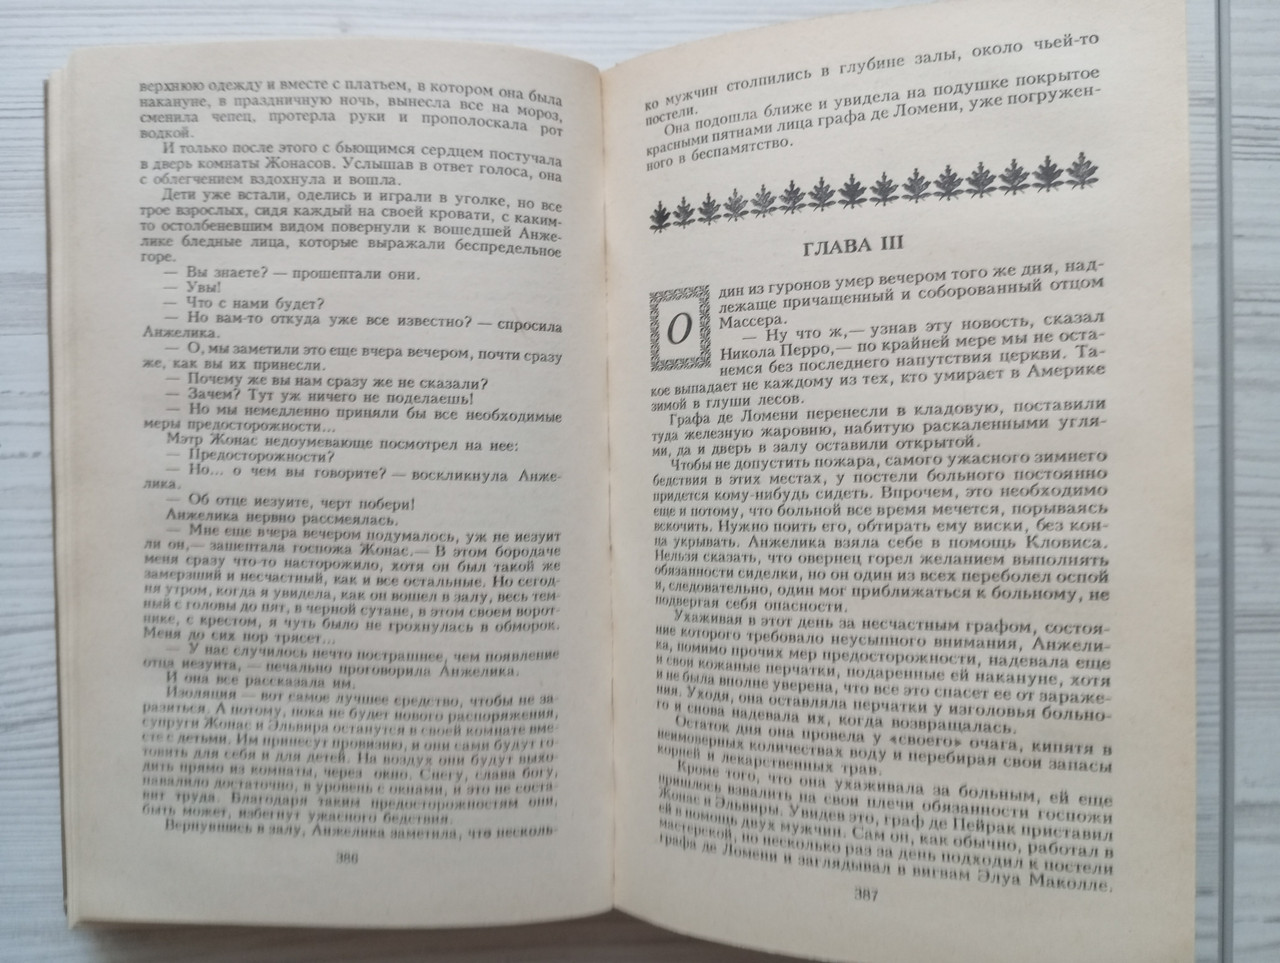 верхнюю одежду и вместе с платьем, в котором она была
накануне, в праздничную ночь, вынесла все на мороз,
сменила чепец, протерла руки и прополоскала рот
водкой.
И только после этого с бьющимся сердцем постучала
в дверь комнаты Жонасов. Услышав в ответ голоса, она
с облегчением вздохнула и вошла.
Дети уже встали, оделись и играли в уголке, но все
трое взрослых, сидя каждый на своей кровати, с каким-
то остолбеневшим видом повернули к вошедшей Анже-
лике бледные лица, которые выражали беспредельное
горе.
— Вы знаете? — прошептали они.
— Увы!
— Что с нами будет?
— Но вам-то откуда уже все известно? — спросила
Анжелика.
— О, мы заметили это еще вчера вечером, почти сразу
же, как вы их принесли.
— Почему же вы нам сразу же не сказали?
— Зачем? Тут уж ничего не поделаешь!
— Но мы немедленно приняли бы все необходимые
меры предосторожности...
Мэтр Жонас недоумевающе посмотрел на нее:
— Предосторожности?
— Но... о чем вы говорите? — воскликнула Анже-
лика.
— Об отце иезуите, черт побери!
Анжелика нервно рассмеялась.
— Мне еще вчера вечером подумалось, уж не иезуит
ли он,— зашептала госпожа Жонас.— В этом бородаче
меня сразу что-то насторожило, хотя он был такой же
замерзший и несчастный, как и все остальные. Но сегод-
ня утром, когда я увидела, как он вошел в залу, весь тем-
ный с головы до пят, в черной сутане, в этом своем ворот-
нике, с крестом, я чуть было не грохнулась в обморок.
Меня до сих пор трясет...
— У нас случилось нечто пострашнее, чем появление
отца иезуита, — печально проговорила Анжелика.
И она все рассказала им.
Изоляция — вот самое лучшее средство, чтобы не за-
разиться. А потому, пока не будет нового распоряжения,
супруги Жонас и Эльвира останутся в своей комнате вме-
сте с детьми. Им принесут провизию, и они сами будут го-
товить для себя и для детей. На воздух они будут выхо-
дить прямо из комнаты, через окно. Снегу, слава богу,
навалило достаточно, в уровень с окнами, и это не соста-
вит труда. Благодаря таким предосторожностям они,
быть может, избегнут ужасного бедствия.
Вернувшись в залу, Анжелика заметила, что несколь-
386
ко мужчин столпились в глубине залы, около чьей-то
постели.
Она подошла ближе и увидела на подушке покрытое
красными пятнами лица графа де Ломени, уже погружен-
ного в беспамятство.
ГЛАВА III
Один из гуронов умер вечером того же дня, над-
лежаще причащенный и соборованный отцом
Массера.
— Ну что ж,— узнав эту новость, сказал
Никола Перро,— по крайней мере мы не оста-
немся без последнего напутствия церкви. Та-
кое выпадает не каждому из тех, кто умирает в Америке
зимой в глуши лесов.
Графа де Ломени перенесли в кладовую, поставили
туда железную жаровню, набитую раскаленными угля-
ми, да и дверь в залу оставили открытой.
Чтобы не допустить пожара, самого ужасного зимнего
бедствия в этих местах, у постели больного постоянно
придется кому-нибудь сидеть. Впрочем, это необходимо
еще и потому, что больной все время мечется, порываясь
вскочить. Нужно поить его, обтирать ему виски, без кон-
ца укрывать. Анжелика взяла себе в помощь Кловиса.
Нельзя сказать, что овернец горел желанием выполнять
обязанности сиделки, но он один из всех переболел оспой
и, следовательно, один мог приближаться к больному, не
подвергая себя опасности.
Ухаживая в этот день за несчастным графом, состоя-
ние которого требовало неусыпного внимания, Анжели-
ка, помимо прочих мер предосторожности, надевала еще
и свои кожаные перчатки, подаренные ей накануне, хотя
и не была вполне уверена, что все это спасет ее от зараже-
ния. Уходя, она оставляла перчатки у изголовья больно-
го и снова надевала их, когда возвращалась.
Остаток дня она провела у «своего» очага, кипятя в
неимоверных количествах воду и перебирая свои запасы
корней и лекарственных трав.
Кроме того, что она ухаживала за больным, ей еще
пришлось взвалить на свои плечи обязанности госпожи
Жонас и Эльвиры. Увидев это, граф де Пейрак приставил
ей в помощь двух мужчин. Сам он, как обычно, работал в
мастерской, но несколько раз за день подходил к постели
графа де Ломени и заглядывал в вигвам Элуа Маколле.
387